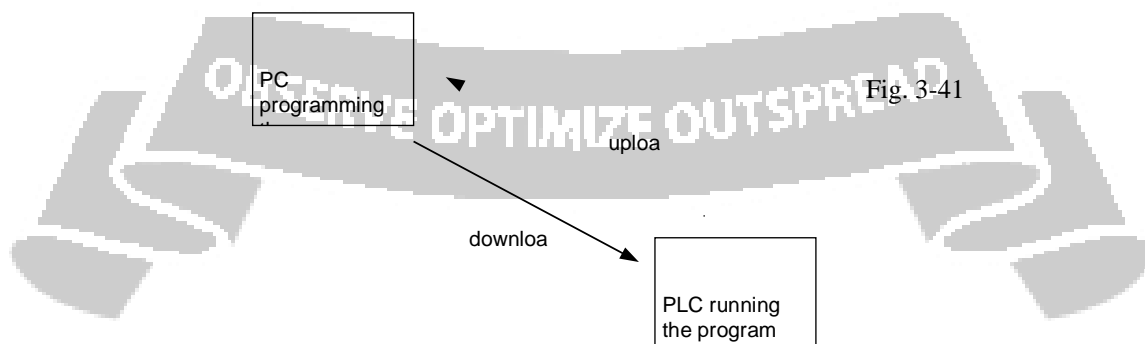 PC
programming
OBSERVE OPTIMIZE OUTSPREAD
Fig. 3-41
uploa
downloa
PLC running
the program